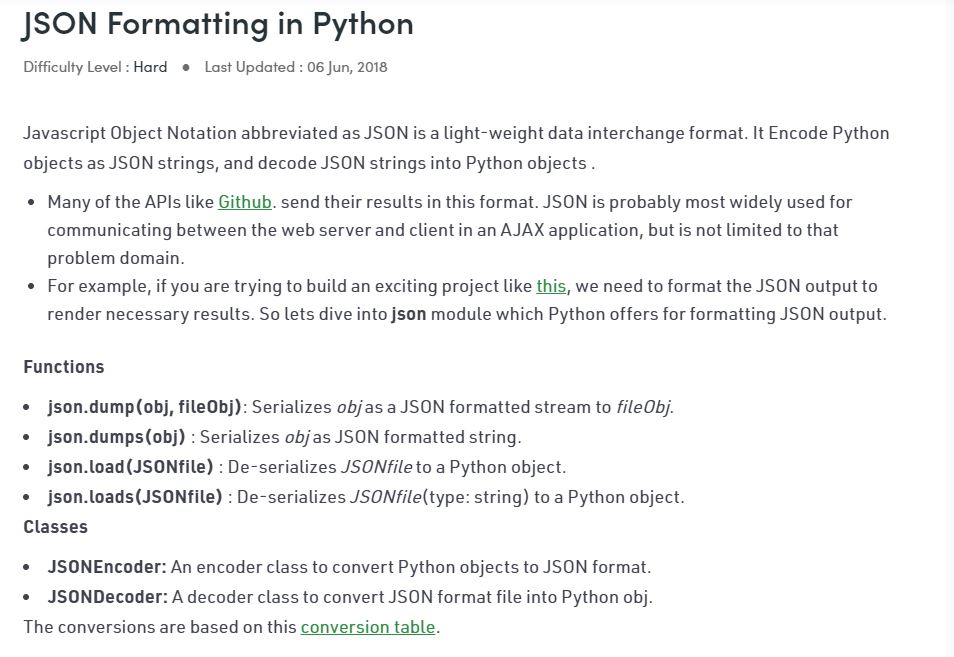 JSON Formatting in Python
Difficulty Level : Hard ● Last Updated : 06 Jun, 2018
Javascript Object Notation abbreviated as JSON is a light-weight data interchange format. It Encode Python
objects as JSON strings, and decode JSON strings into Python objects .
• Many of the APIs like Github. send their results in this format. JSON is probably most widely used for
communicating between the web server and client in an AJAX application, but is not limited to that
problem domain.
• For example, if you are trying to build an exciting project like this, we need to format the JSON output to
render necessary results. So lets dive into json module which Python offers for formatting JSON output.
Functions
• json.dump(obj, fileObj): Serializes obj as a JSON formatted stream to fileObj.
• json.dumps(obj) : Serializes obj as JSON formatted string.
• json.load(JSONfile) : De-serializes JSONfile to a Python object.
• json.loads(JSONfile) : De-serializes JSONfile(type: string) to a Python object.
Classes
• JSONEncoder: An encoder class to convert Python objects to JSON format.
• JSONDecoder: A decoder class to convert JSON format file into Python obj.
The conversions are based on this conversion table.